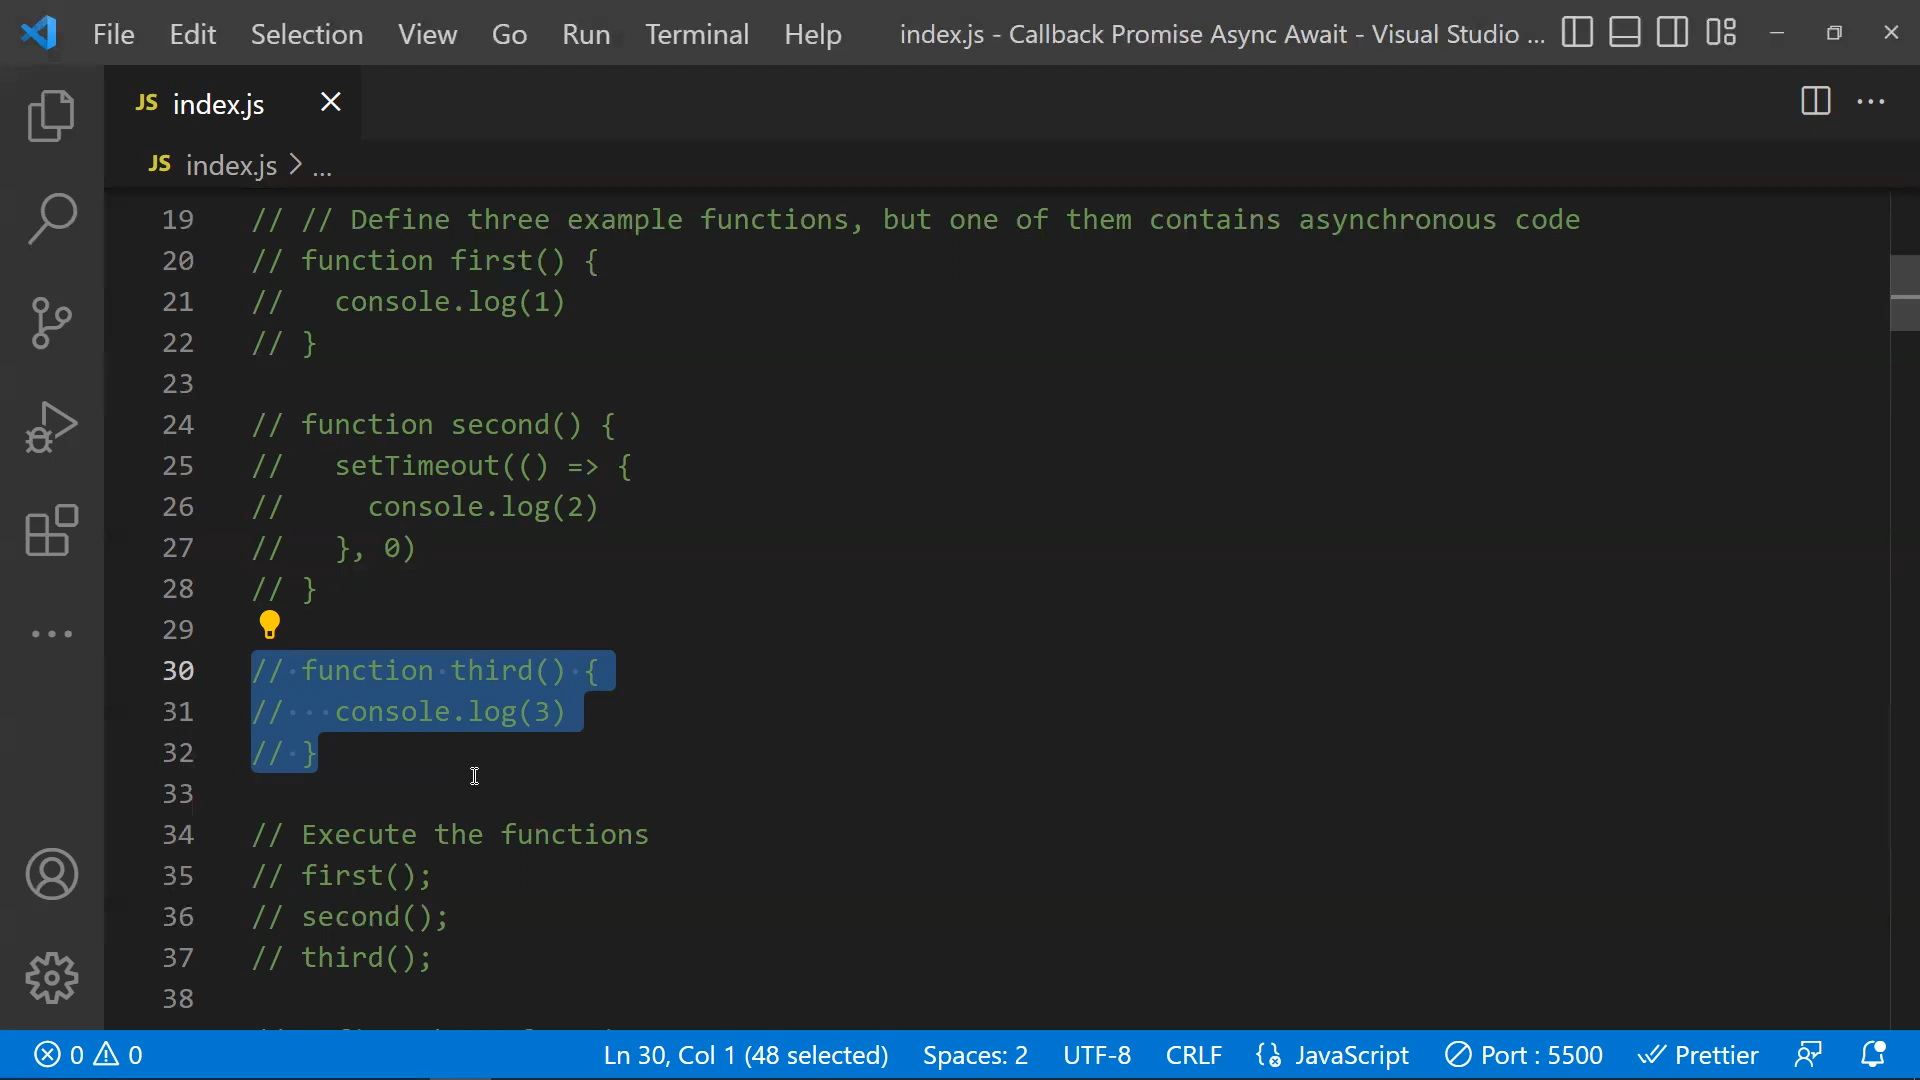 File Edit Selection View Go Run Terminal Help index.js - Callback Promise Async Await - Visual Studio ...
JS index.js
JS index.js > ...
19 // // Define three example functions, but one of them contains asynchronous code
20 // function first() {
21 //   console.log(1)
22 // }
23
24 // function second() {
25 //   setTimeout(() => {
26 //     console.log(2)
27 //   }, 0)
28 // }
29
30 // function third() {
31 //   console.log(3)
32 // }
33
34 // Execute the functions
35 // first();
36 // second();
37 // third();
38
0 0 Ln 30, Col 1 (48 selected) Spaces: 2 UTF-8 CRLF {} JavaScript Port : 5500 Prettier